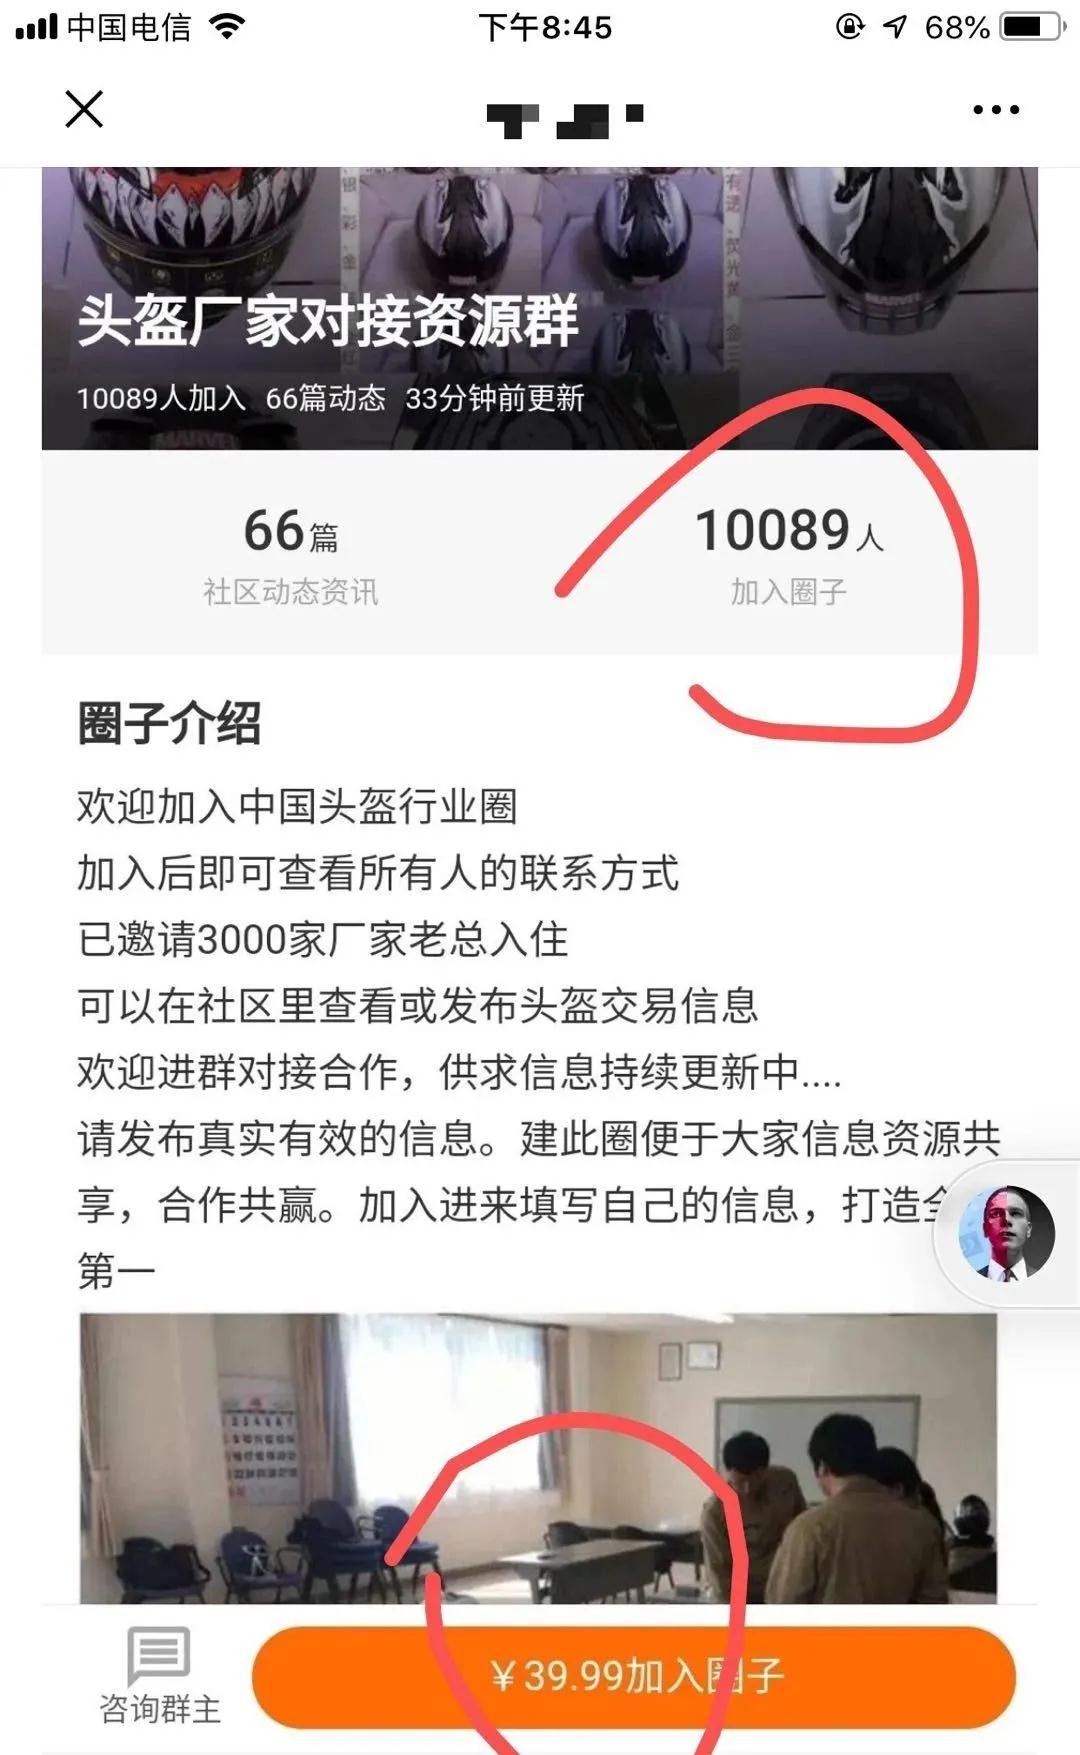 中国电信
下午8:45
68%
头盔厂家对接资源群
10089人加入 66篇动态 33分钟前更新
66篇
社区动态资讯
10089人
加入圈子
圈子介绍
欢迎加入中国头盔行业圈
加入后即可查看所有人的联系方式
已邀请3000家厂家老总入住
可以在社区里查看或发布头盔交易信息
欢迎进群对接合作，供求信息持续更新中....
请发布真实有效的信息。建此圈便于大家信息资源共
享，合作共赢。加入进来填写自己的信息，打造全
第一
咨询群主
￥39.99加入圈子